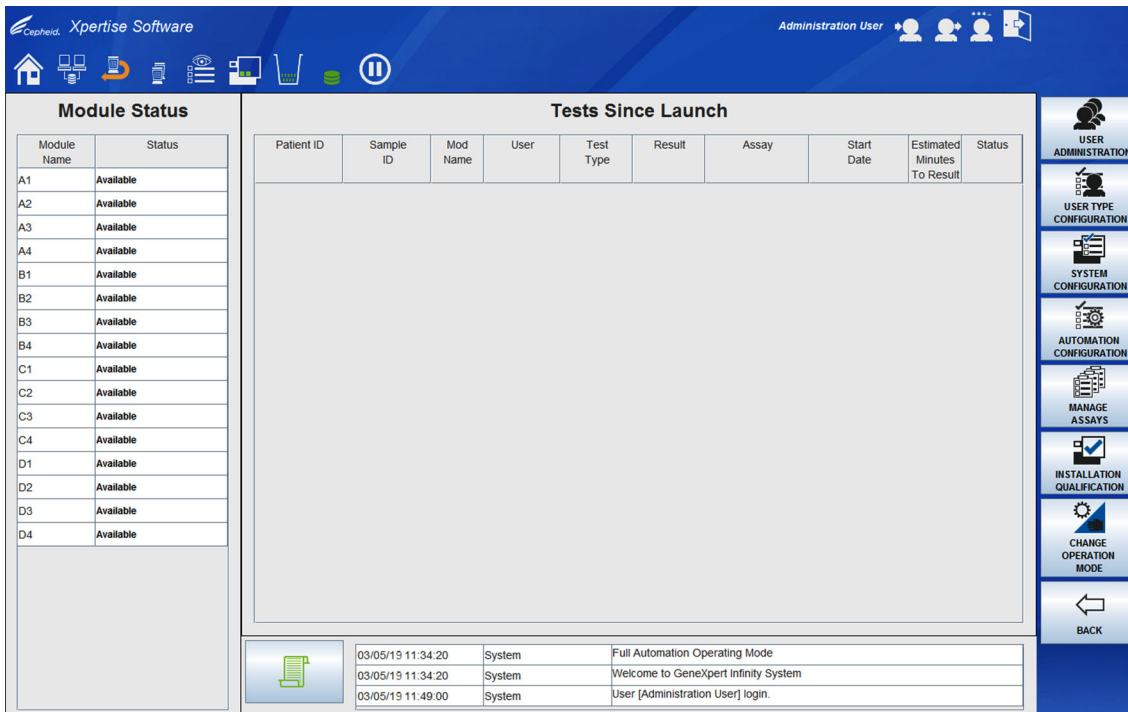 Cepheid. Xpertise Software
Administration User
Module Status
Tests Since Launch
Module Name Status
Patient ID Sample ID Mod Name User Test Type Result Assay Start Date Estimated Minutes To Result Status
A1 Available
A2 Available
A3 Available
A4 Available
B1 Available
B2 Available
B3 Available
B4 Available
C1 Available
C2 Available
C3 Available
C4 Available
D1 Available
D2 Available
D3 Available
D4 Available
USER
ADMINISTRATION
USER TYPE
CONFIGURATION
SYSTEM
CONFIGURATION
AUTOMATION
CONFIGURATION
MANAGE
ASSAYS
INSTALLATION
QUALIFICATION
CHANGE
OPERATION
MODE
BACK
03/05/19 11:34:20 System Full Automation Operating Mode
03/05/19 11:34:20 System Welcome to GeneXpert Infinity System
03/05/19 11:49:00 System User [Administration User] login.